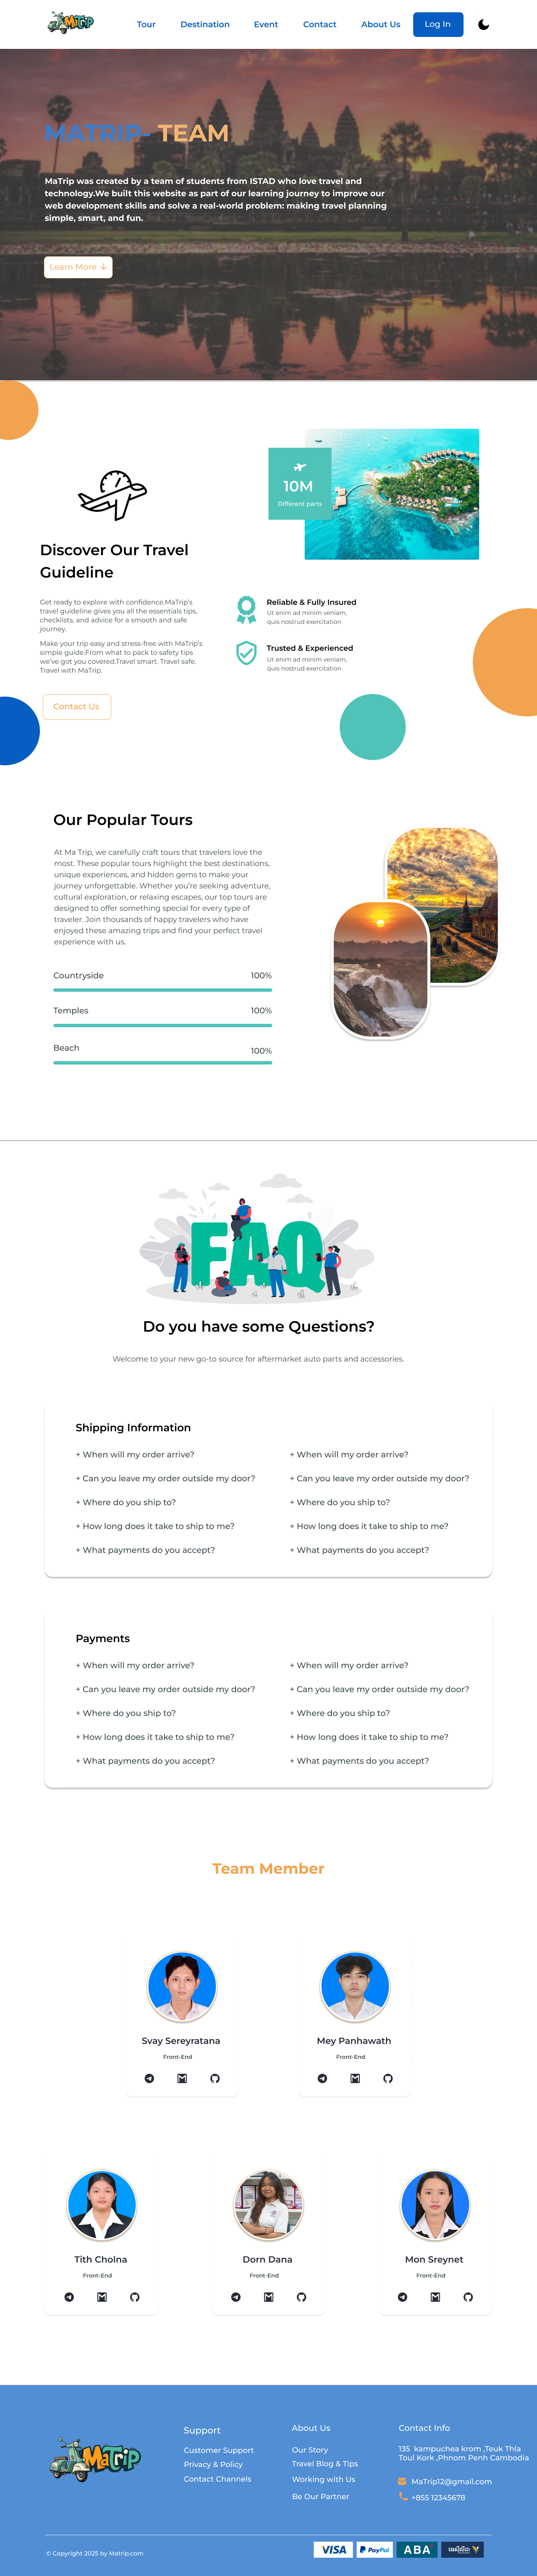 MaTrip
Tour
Destination
Event
Contact
About Us
Log In
MATRIP- TEAM
MaTrip was created by a team of students from ISTAD who love travel and
technology.We built this website as part of our learning journey to improve our
web development skills and solve a real-world problem: making travel planning
simple, smart, and fun.
Learn More ↓
10M
Different parts
Discover Our Travel
Guideline
Get ready to explore with confidence.MaTrip's
travel guideline gives you all the essentials tips,
checklists, and advice for a smooth and safe
journey.
Make your trip easy and stress-free with MaTrip's
simple guide.From what to pack to safety tips
we've got you covered.Travel smart. Travel safe.
Travel with MaTrip.
Contact Us
Reliable & Fully Insured
Ut enim ad minim veniam,
quis nostrud exercitation
Trusted & Experienced
Ut enim ad minim veniam,
quis nostrud exercitation
Our Popular Tours
At Ma Trip, we carefully craft tours that travelers love the
most. These popular tours highlight the best destinations,
unique experiences, and hidden gems to make your
journey unforgettable. Whether you're seeking adventure,
cultural exploration, or relaxing escapes, our top tours are
designed to offer something special for every type of
traveler. Join thousands of happy travelers who have
enjoyed these amazing trips and find your perfect travel
experience with us.
Countryside 100%
Temples 100%
Beach 100%
FAQ
Do you have some Questions?
Welcome to your new go-to source for aftermarket auto parts and accessories.
Shipping Information
+ When will my order arrive?
+ Can you leave my order outside my door?
+ Where do you ship to?
+ How long does it take to ship to me?
+ What payments do you accept?
+ When will my order arrive?
+ Can you leave my order outside my door?
+ Where do you ship to?
+ How long does it take to ship to me?
+ What payments do you accept?
Payments
+ When will my order arrive?
+ Can you leave my order outside my door?
+ Where do you ship to?
+ How long does it take to ship to me?
+ What payments do you accept?
+ When will my order arrive?
+ Can you leave my order outside my door?
+ Where do you ship to?
+ How long does it take to ship to me?
+ What payments do you accept?
Team Member
Svay Sereyratana
Front-End
Mey Panhawath
Front-End
Tith Cholna
Front-End
Dorn Dana
Front-End
Mon Sreynet
Front-End
MaTrip
Support
Customer Support
Privacy & Policy
Contact Channels
About Us
Our Story
Travel Blog & Tips
Working with Us
Be Our Partner
Contact Info
135 kampuchea krom ,Teuk Thla
Toul Kork ,Phnom Penh Cambodia
MaTrip12@gmail.com
+855 12345678
© Copyright 2025 by Matrip.com
VISA
PayPal
ABA